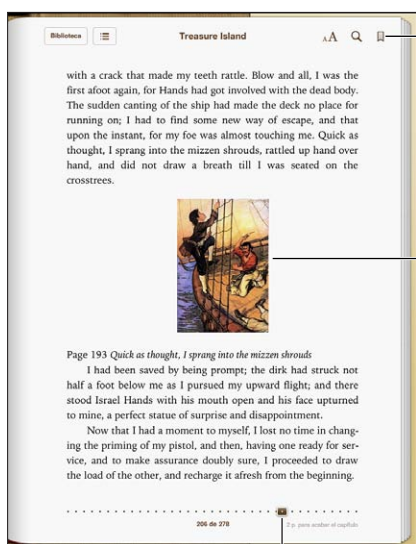 Biblioteca
Treasure Island
AA
with a crack that made my teeth rattle. Blow and all, I was the
first afoot again, for Hands had got involved with the dead body.
The sudden canting of the ship had made the deck no place for
running on; I had to find some new way of escape, and that
upon the instant, for my foe was almost touching me. Quick as
thought, I sprang into the mizzen shrouds, rattled up hand over
hand, and did not draw a breath till I was seated on the
crosstrees.
Page 193 Quick as thought, I sprang into the mizzen shrouds
I had been saved by being prompt; the dirk had struck not
half a foot below me as I pursued my upward flight; and there
stood Israel Hands with his mouth open and his face upturned
to mine, a perfect statue of surprise and disappointment.
Now that I had a moment to myself, I lost no time in chang-
ing the priming of my pistol, and then, having one ready for ser-
vice, and to make assurance doubly sure, I proceeded to draw
the load of the other, and recharge it afresh from the beginning.
206 de 278
2 p. para acabar el capítulo